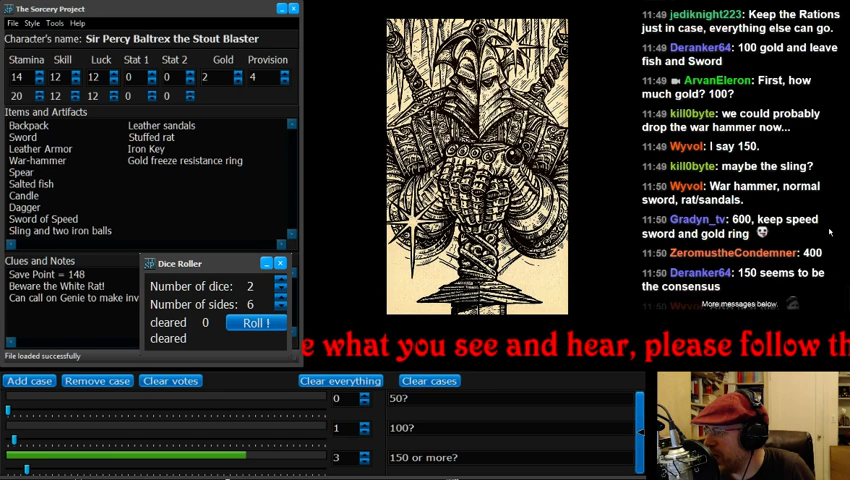 The Sorcery Project
File Style Tools Help
Character's name: Sir Percy Baltrex the Stout Blaster
Stamina Skill Luck Stat 1 Stat 2 Gold Provision
14 12 12 0 0 2 4
20 12 12 0 0
Items and Artifacts
Backpack
Sword
Leather Armor
War-hammer
Spear
Salted fish
Candle
Dagger
Sword of Speed
Sling and two iron balls
Leather sandals
Stuffed rat
Iron Key
Gold freeze resistance ring
Clues and Notes
Save Point = 148
Beware the White Rat!
Can call on Genie to make inv
File loaded successfully
Dice Roller
Number of dice: 2
Number of sides: 6
cleared 0 Roll !
cleared
11:49 jediknight223: Keep the Rations
just in case, everything else can go.
11:49 Deranker64: 100 gold and leave
fish and Sword
11:49 ArvanEleron: First, how
much gold? 100?
11:49 kill0byte: we could probably
drop the war hammer now...
11:49 Wyvol: I say 150.
11:49 kill0byte: maybe the sling?
11:50 Wyvol: War hammer, normal
sword, rat/sandals.
11:50 Gradyn_tv: 600, keep speed
sword and gold ring
11:50 ZeromustheCondemner: 400
11:50 Deranker64: 150 seems to be
the consensus
More messages below.
e what you see and hear, please follow th
Add case Remove case Clear votes Clear everything Clear cases
0 50?
1 100?
3 150 or more?